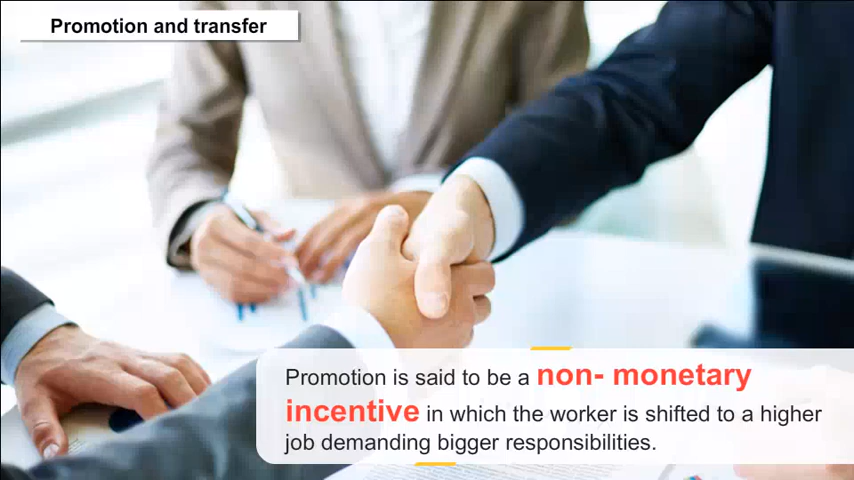 Promotion and transfer
Promotion is said to be a non- monetary
incentive in which the worker is shifted to a higher
job demanding bigger responsibilities.